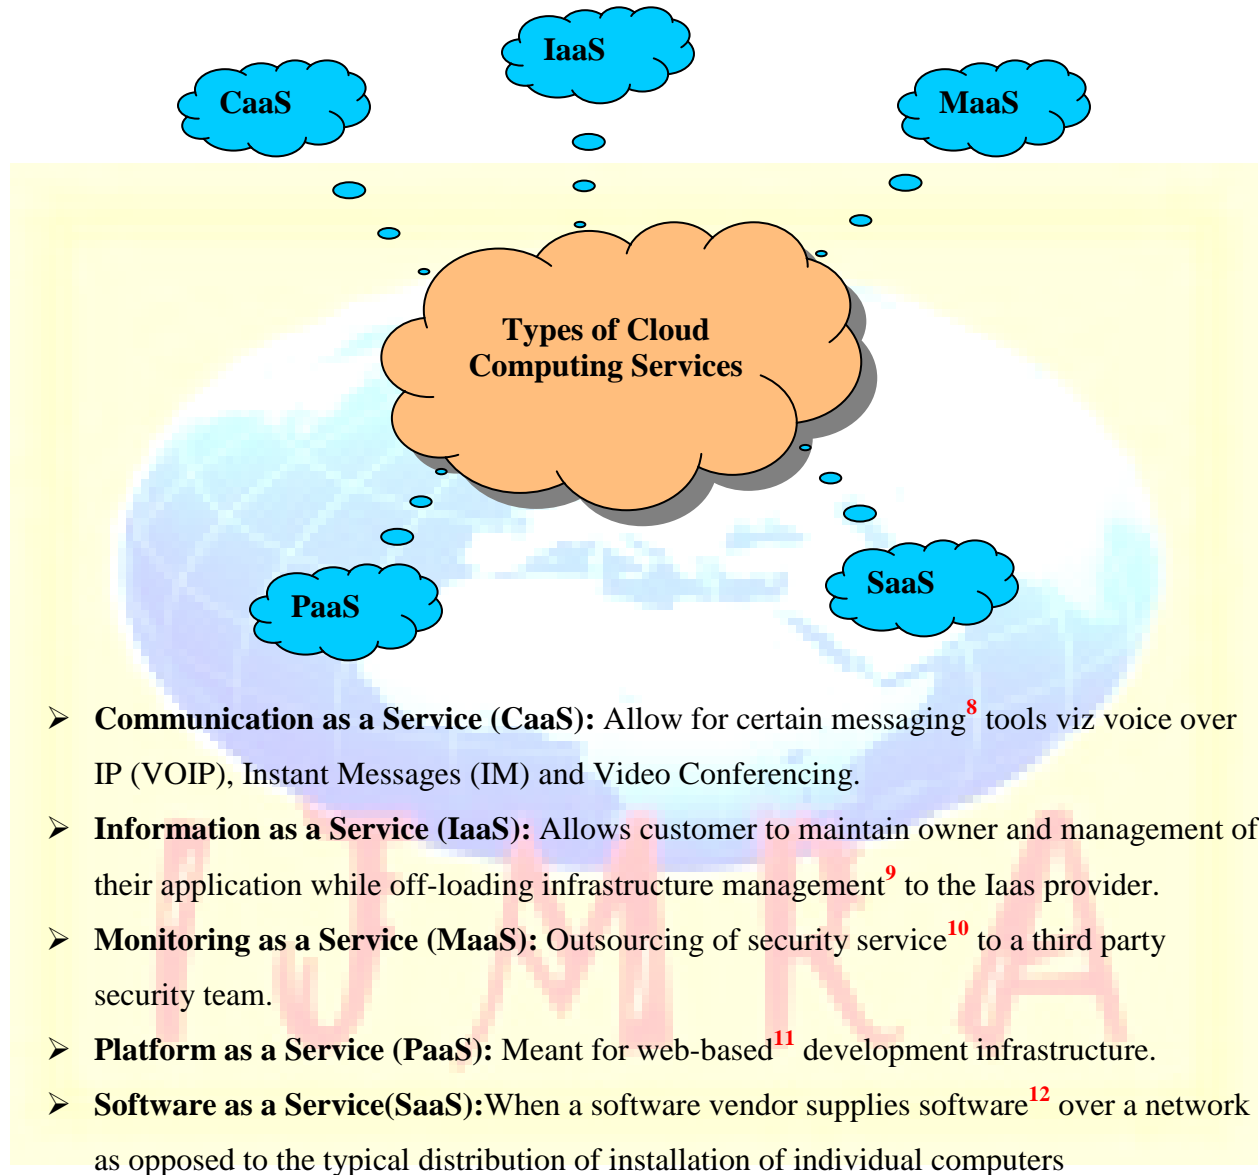 IaaS
CaaS
MaaS
Types of Cloud
Computing Services
PaaS
SaaS
➢ Communication as a Service (CaaS): Allow for certain messaging8 tools viz voice over
IP (VOIP), Instant Messages (IM) and Video Conferencing.
➢ Information as a Service (IaaS): Allows customer to maintain owner and management of
their application while off-loading infrastructure management9 to the Iaas provider.
➢ Monitoring as a Service (MaaS): Outsourcing of security service10 to a third party
security team.
➢ Platform as a Service (PaaS): Meant for web-based11 development infrastructure.
➢ Software as a Service(SaaS):When a software vendor supplies software12 over a network
as opposed to the typical distribution of installation of individual computers
IJMRA